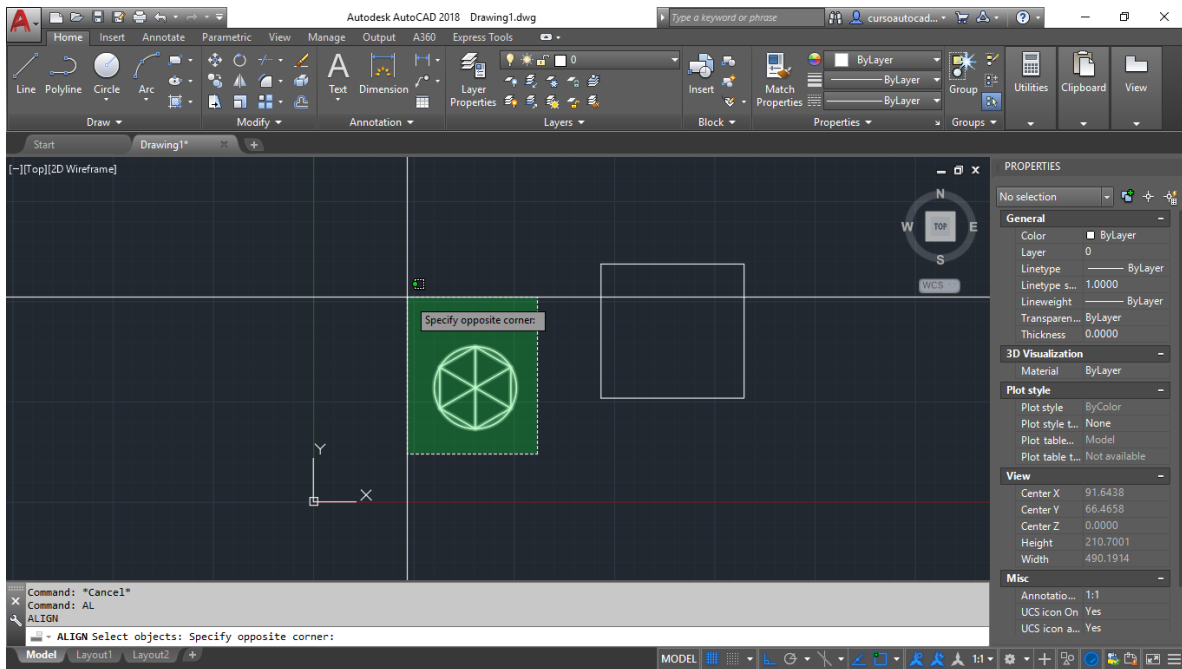 A Autodesk AutoCAD 2018 Drawing1.dwg Type a keyword or phrase cursoautocad...
Home Insert Annotate Parametric View Manage Output A360 Express Tools
Line Polyline Circle Arc
Draw
Modify
A Text Dimension
Annotation
Layer Properties
0
Layers
Insert
Block
Match Properties
ByLayer
ByLayer
ByLayer
Properties
Group
Groups
Utilities Clipboard View
Start Drawing1* +
[−][Top][2D Wireframe]
N
W TOP E
S
WCS
Specify opposite corner:
Y
X
PROPERTIES
No selection
General
Color ByLayer
Layer 0
Linetype ByLayer
Linetype s... 1.0000
Lineweight ByLayer
Transparen... ByLayer
Thickness 0.0000
3D Visualization
Material ByLayer
Plot style
Plot style ByColor
Plot style t... None
Plot table... Model
Plot table t... Not available
View
Center X 91.6438
Center Y 66.4658
Center Z 0.0000
Height 210.7001
Width 490.1914
Misc
Annotatio... 1:1
UCS icon On Yes
UCS icon a... Yes
Command: *Cancel*
Command: AL
ALIGN
ALIGN Select objects: Specify opposite corner:
Model Layout1 Layout2 +
MODEL 1:1